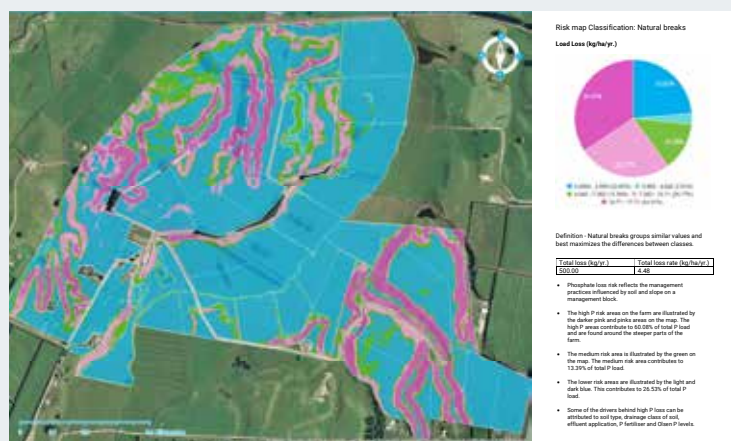 Risk map Classification: Natural breaks
Load Loss (kg/ha/yr.)
Definition - Natural breaks groups similar values and
best maximizes the differences between classes.
Total loss (kg/yr.) Total loss rate (kg/ha/yr.)
500.00 4.48
• Phosphate loss risk reflects the management
practices influenced by soil and slope on a
management block.
• The high P risk areas on the farm are illustrated by
the darker pink and pinks areas on the map. The
high P areas contribute to 60.08% of total P load
and are found around the steeper parts of the
farm.
• The medium risk area is illustrated by the green on
the map. The medium risk area contributes to
13.39% of total P load.
• The lower risk areas are illustrated by the light and
dark blue. This contributes to 26.53% of total P
load.
• Some of the drivers behind high P loss can be
attributed to soil type, drainage class of soil,
effluent application, P fertiliser and Olsen P levels.